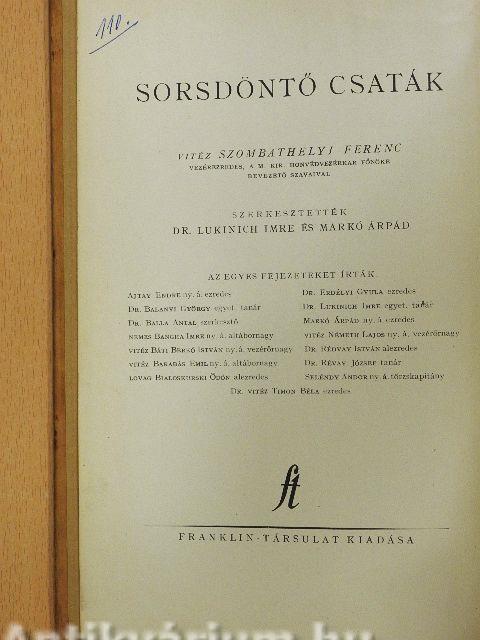 110.
SORSDÖNTŐ CSATÁK
VITÉZ SZOMBATHELYI FERENC
VEZÉREZREDES, A M. KIR. HONVÉDVEZÉRKAR FŐNÖKE
BEVEZETŐ SZAVAIVAL
SZERKESZTETTÉK
DR. LUKINICH IMRE ÉS MARKÓ ÁRPÁD
AZ EGYES FEJEZETEKET ÍRTÁK
AJTAY ENDRE ny. á. ezredes
DR. BALANYI GYÖRGY egyet. tanár
DR. BALLA ANTAL szerkesztő
NEMES BANGHA IMRE ny. á. altábornagy
VITÉZ BÁTI BERKÓ ISTVÁN ny. á. vezérőrnagy
VITÉZ BARABÁS EMIL ny. á. altábornagy
LOVAG BIALOSKURSKI ÖDÖN alezredes
DR. ERDÉLYI GYULA ezredes
DR. LUKINICH IMRE egyet. tanár
MARKÓ ÁRPÁD ny. á. ezredes
VITÉZ NÉMETH LAJOS ny. á. vezérőrnagy
DR. RÉDVAY ISTVÁN alezredes
DR. RÉVAY JÓZSEF tanár
SELÉNDY ANDOR ny. á. törzskapitány
DR. VITÉZ TIMON BÉLA ezredes
ft
FRANKLIN-TÁRSULAT KIADÁSA
Antikvárium.hu